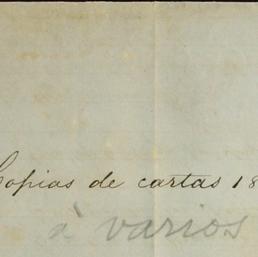 Copias de cartas 18
à varios